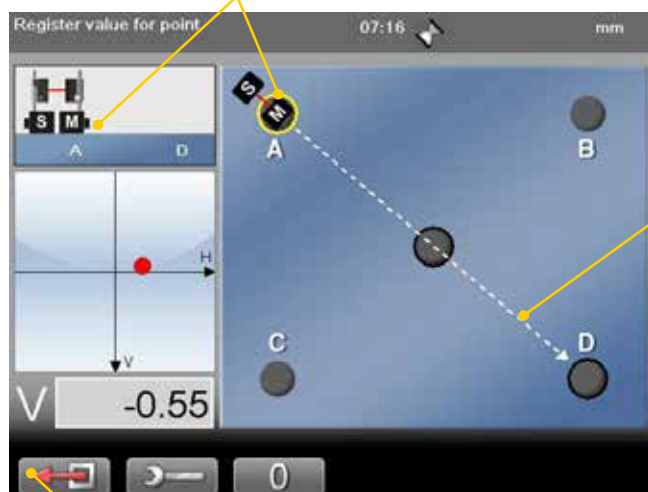 Register value for point
07:16
mm
S M
A D
H
V
V -0.55
S
M
A
B
C
D
0